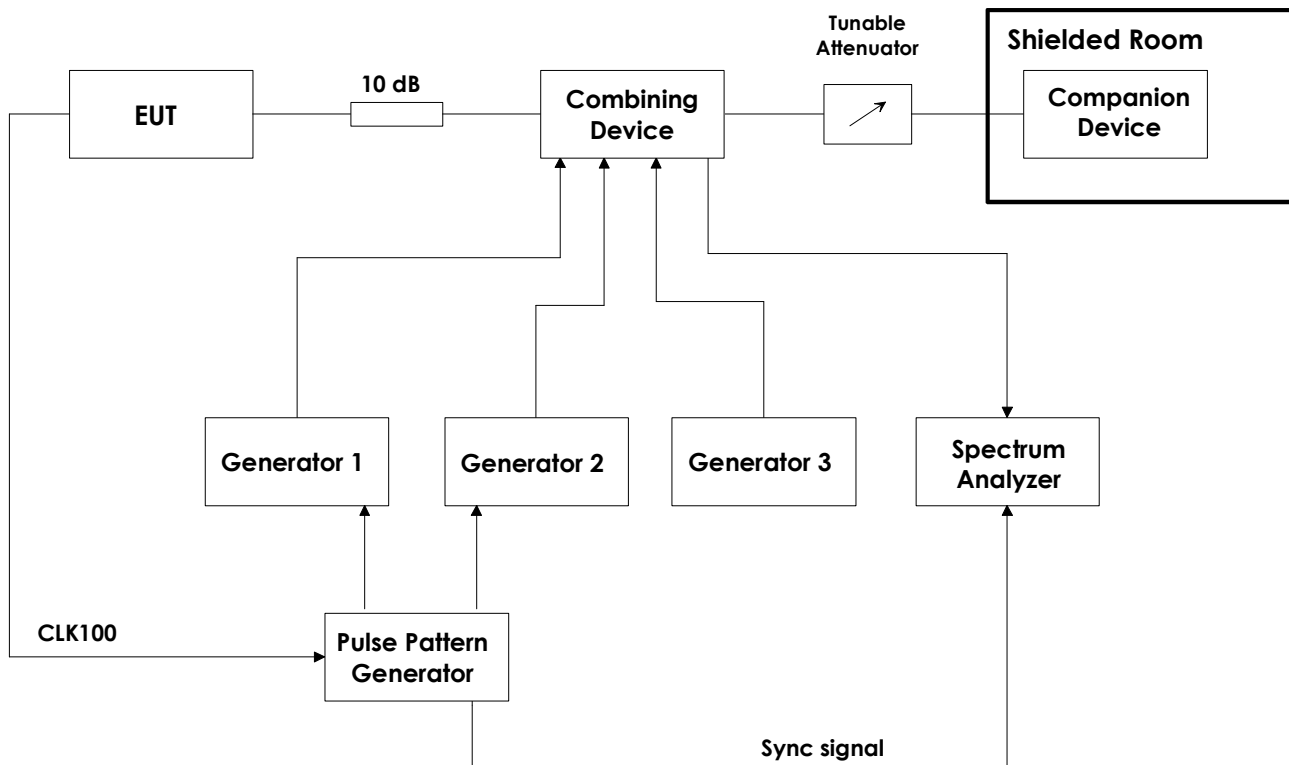 Tunable
Attenuator
Shielded Room
10 dB
EUT
Combining
Device
Companion
Device
Generator 1
Generator 2
Generator 3
Spectrum
Analyzer
CLK100
Pulse Pattern
Generator
Sync signal